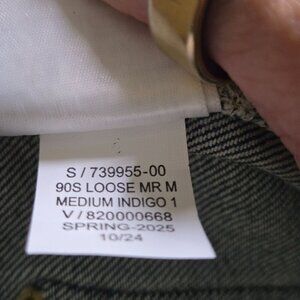 S / 739955-00
90S LOOSE MR M
MEDIUM INDIGO 1
V / 820000668
SPRING-2025
10/24